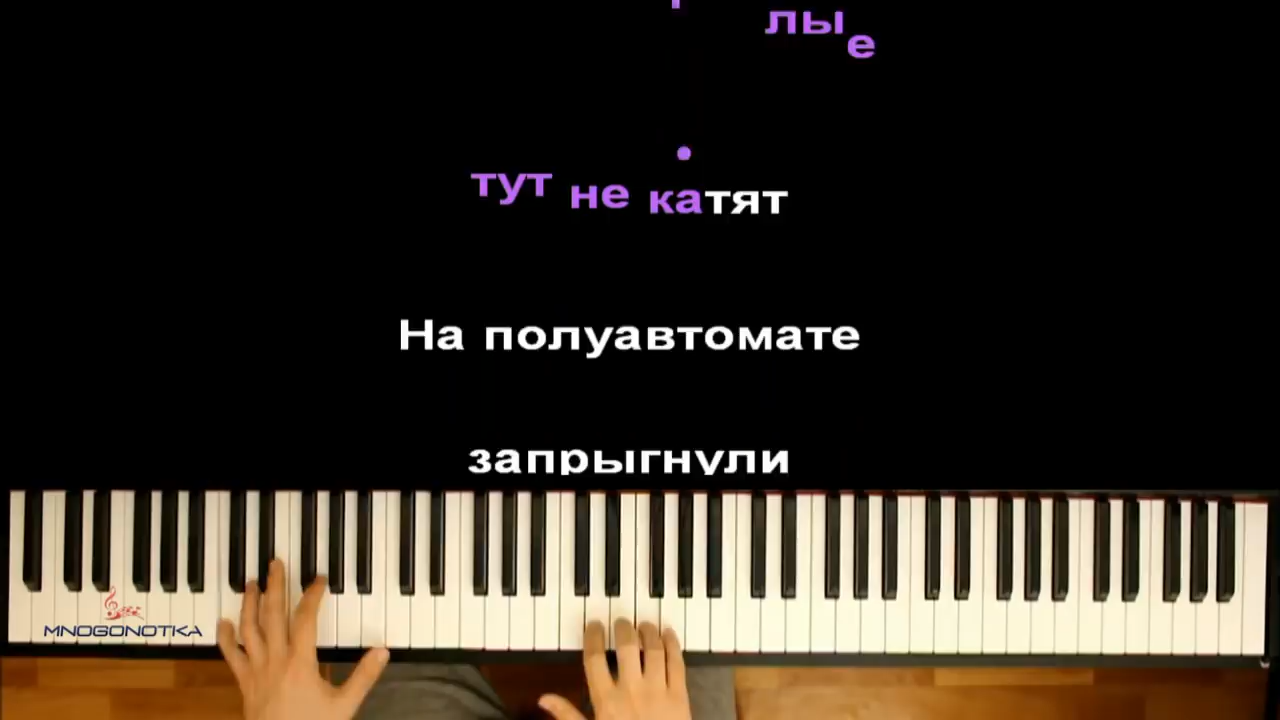 лые
тут не катят
На полуавтомате
запрыгнули
MNOGONOTKA